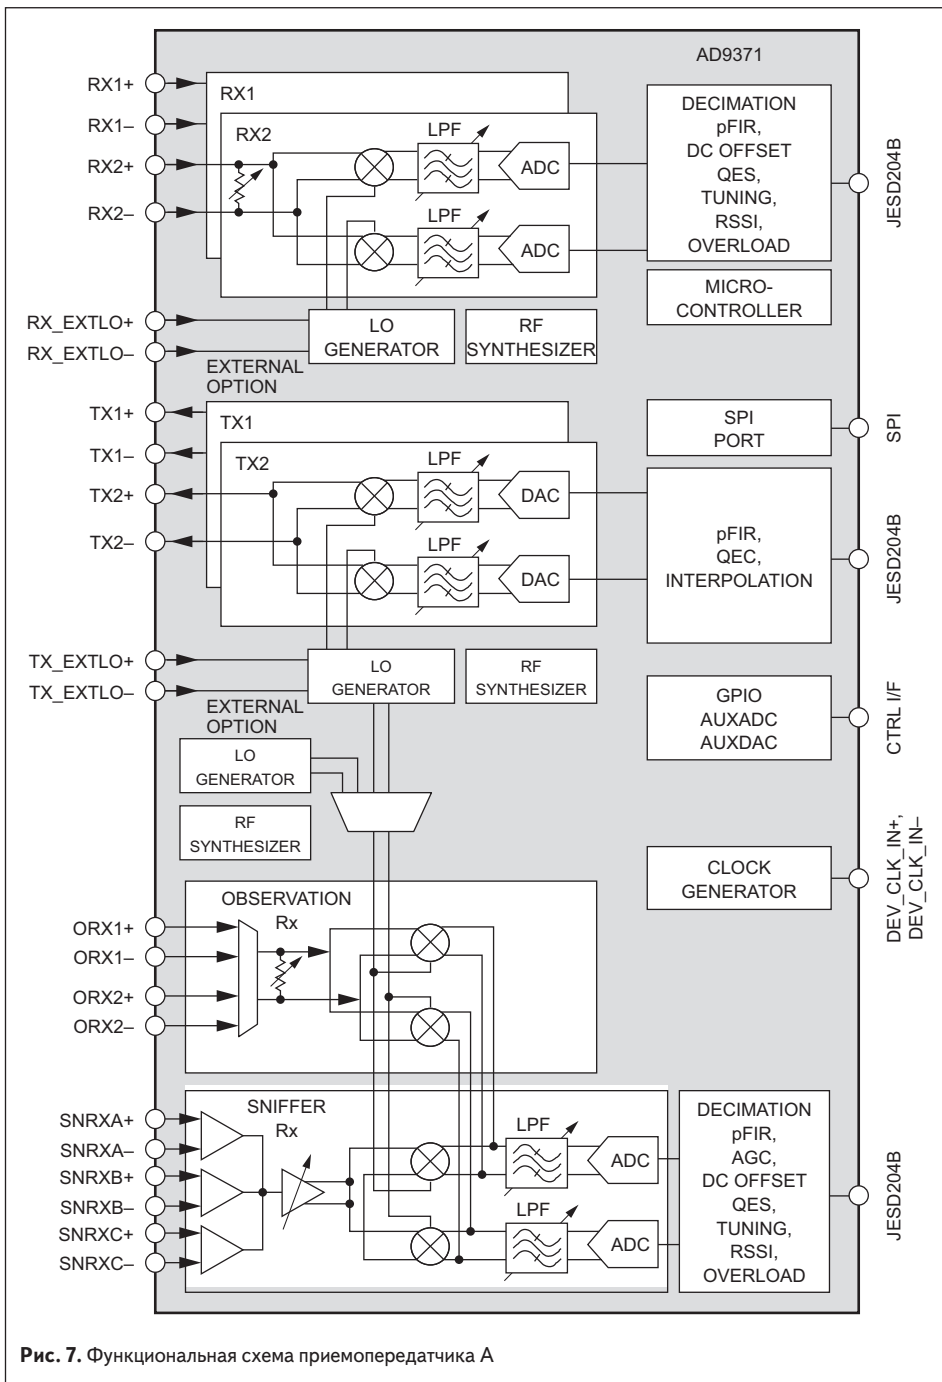 AD9371
RX1+
RX1–
RX2+
RX2–
RX1
RX2
LPF
ADC
LPF
ADC
DECIMATION
pFIR,
DC OFFSET
QES,
TUNING,
RSSI,
OVERLOAD
JESD204B
MICRO-
CONTROLLER
RX_EXTLO+
RX_EXTLO–
LO
GENERATOR
RF
SYNTHESIZER
EXTERNAL
OPTION
TX1+
TX1–
TX2+
TX2–
TX1
TX2
LPF
DAC
LPF
DAC
SPI
PORT
SPI
pFIR,
QEC,
INTERPOLATION
JESD204B
TX_EXTLO+
TX_EXTLO–
LO
GENERATOR
RF
SYNTHESIZER
EXTERNAL
OPTION
GPIO
AUXADC
AUXDAC
CTRL I/F
LO
GENERATOR
RF
SYNTHESIZER
CLOCK
GENERATOR
DEV_CLK_IN+,
DEV_CLK_IN–
OBSERVATION
Rx
ORX1+
ORX1–
ORX2+
ORX2–
SNIFFER
Rx
SNRXA+
SNRXA–
SNRXB+
SNRXB–
SNRXC+
SNRXC–
LPF
ADC
LPF
ADC
DECIMATION
pFIR,
AGC,
DC OFFSET
QES,
TUNING,
RSSI,
OVERLOAD
JESD204B
Рис. 7. Функциональная схема приемопередатчика А